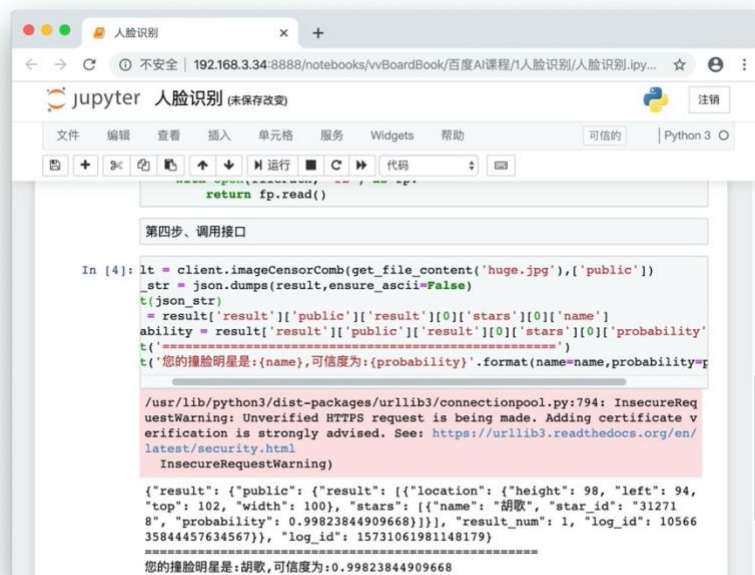 人脸识别
不安全 | 192.168.3.34:8888/notebooks/vvBoardBook/百度AI课程/1人脸识别/人脸识别.ipy...
jupyter 人脸识别 (未保存改变)
注销
文件 编辑 查看 插入 单元格 服务 Widgets 帮助 可信的 Python 3
运行 代码
return fp.read()
第四步、调用接口
In [4]: lt = client.imageCensorComb(get_file_content('huge.jpg'),['public'])
_str = json.dumps(result,ensure_ascii=False)
t(json_str)
= result['result']['public']['result'][0]['stars'][0]['name']
ability = result['result']['public']['result'][0]['stars'][0]['probability'
t('====================================================')
t('您的撞脸明星是:{name},可信度为:{probability}'.format(name=name,probability=p
/usr/lib/python3/dist-packages/urllib3/connectionpool.py:794: InsecureReq
uestWarning: Unverified HTTPS request is being made. Adding certificate v
erification is strongly advised. See: https://urllib3.readthedocs.org/en/
latest/security.html
InsecureRequestWarning)
{"result": {"public": {"result": [{"location": {"height": 98, "left": 94,
"top": 102, "width": 100}, "stars": [{"name": "胡歌", "star_id": "31271
8", "probability": 0.99823844909668}]}], "result_num": 1, "log_id": 10566
35844457634567}}, "log_id": 15731061981148179}
====================================================
您的撞脸明星是:胡歌,可信度为:0.99823844909668